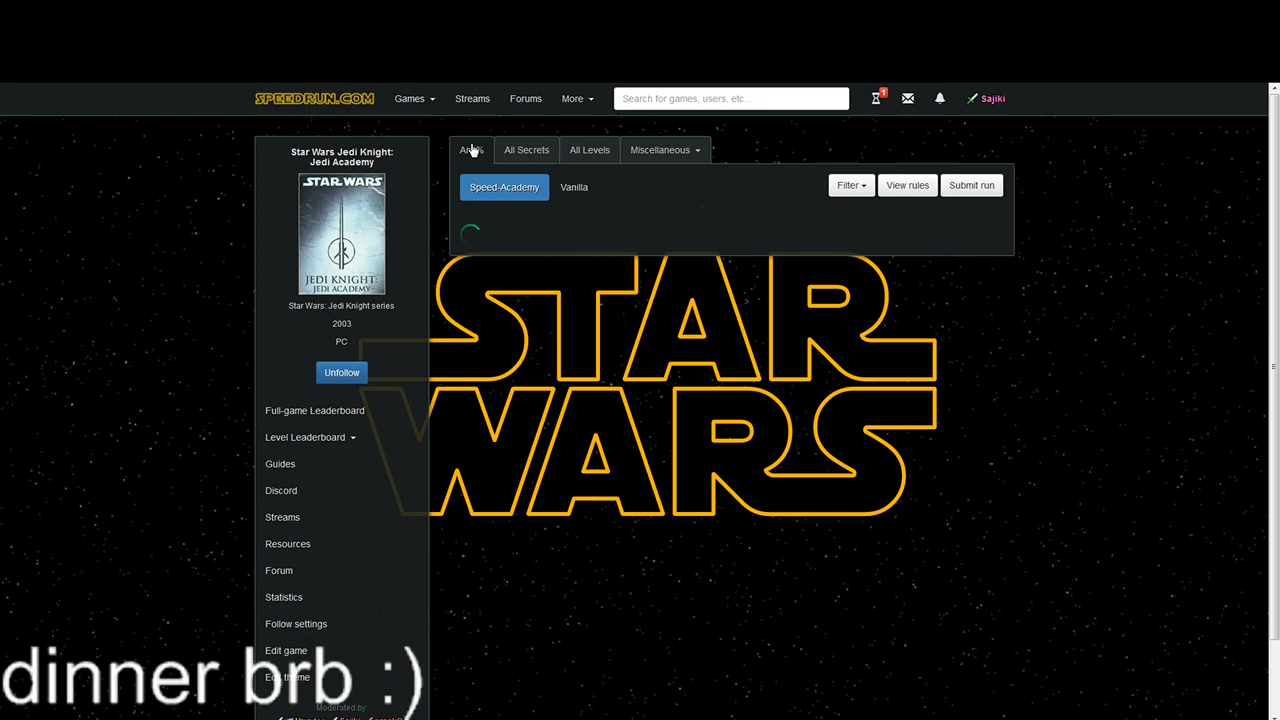 SPEEDRUN.COM Games Streams Forums More Search for games, users, etc... 1 Sajiki
Star Wars Jedi Knight:
Jedi Academy
STAR WARS
JEDI KNIGHT
JEDI ACADEMY
Star Wars: Jedi Knight series
2003
PC
Unfollow
Full-game Leaderboard
Level Leaderboard
Guides
Discord
Streams
Resources
Forum
Statistics
Follow settings
Edit game
Moderated by:
All Secrets All Levels Miscellaneous
Speed-Academy Vanilla Filter View rules Submit run
STAR
WARS
dinner brb :)